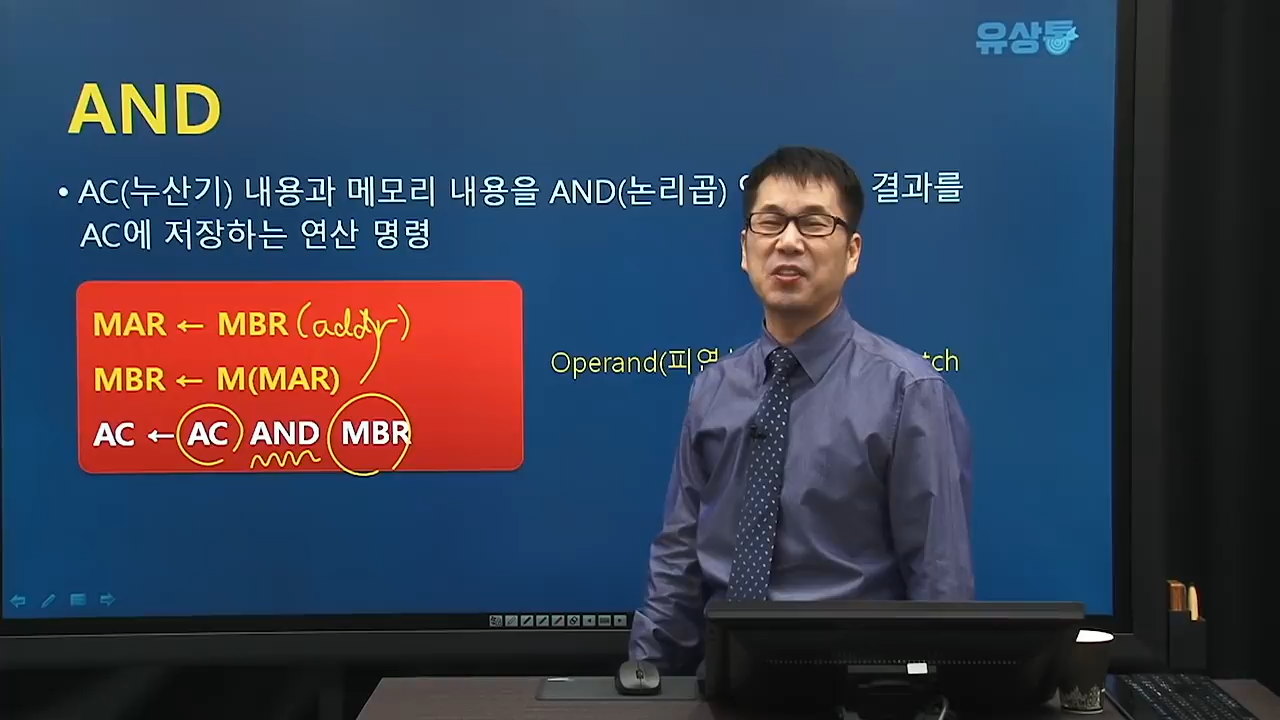 유상통
AND
• AC(누산기) 내용과 메모리 내용을 AND(논리곱) 결과를
AC에 저장하는 연산 명령
MAR ← MBR (addr)
MBR ← M(MAR)
AC ← AC AND MBR
Operand(피연